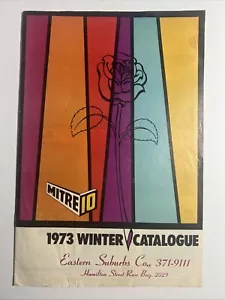 MITRE 10
1973 WINTER CATALOGUE
Eastern Suburbs Co., 371-9111
Hamilton Street Rose Bay, 2029